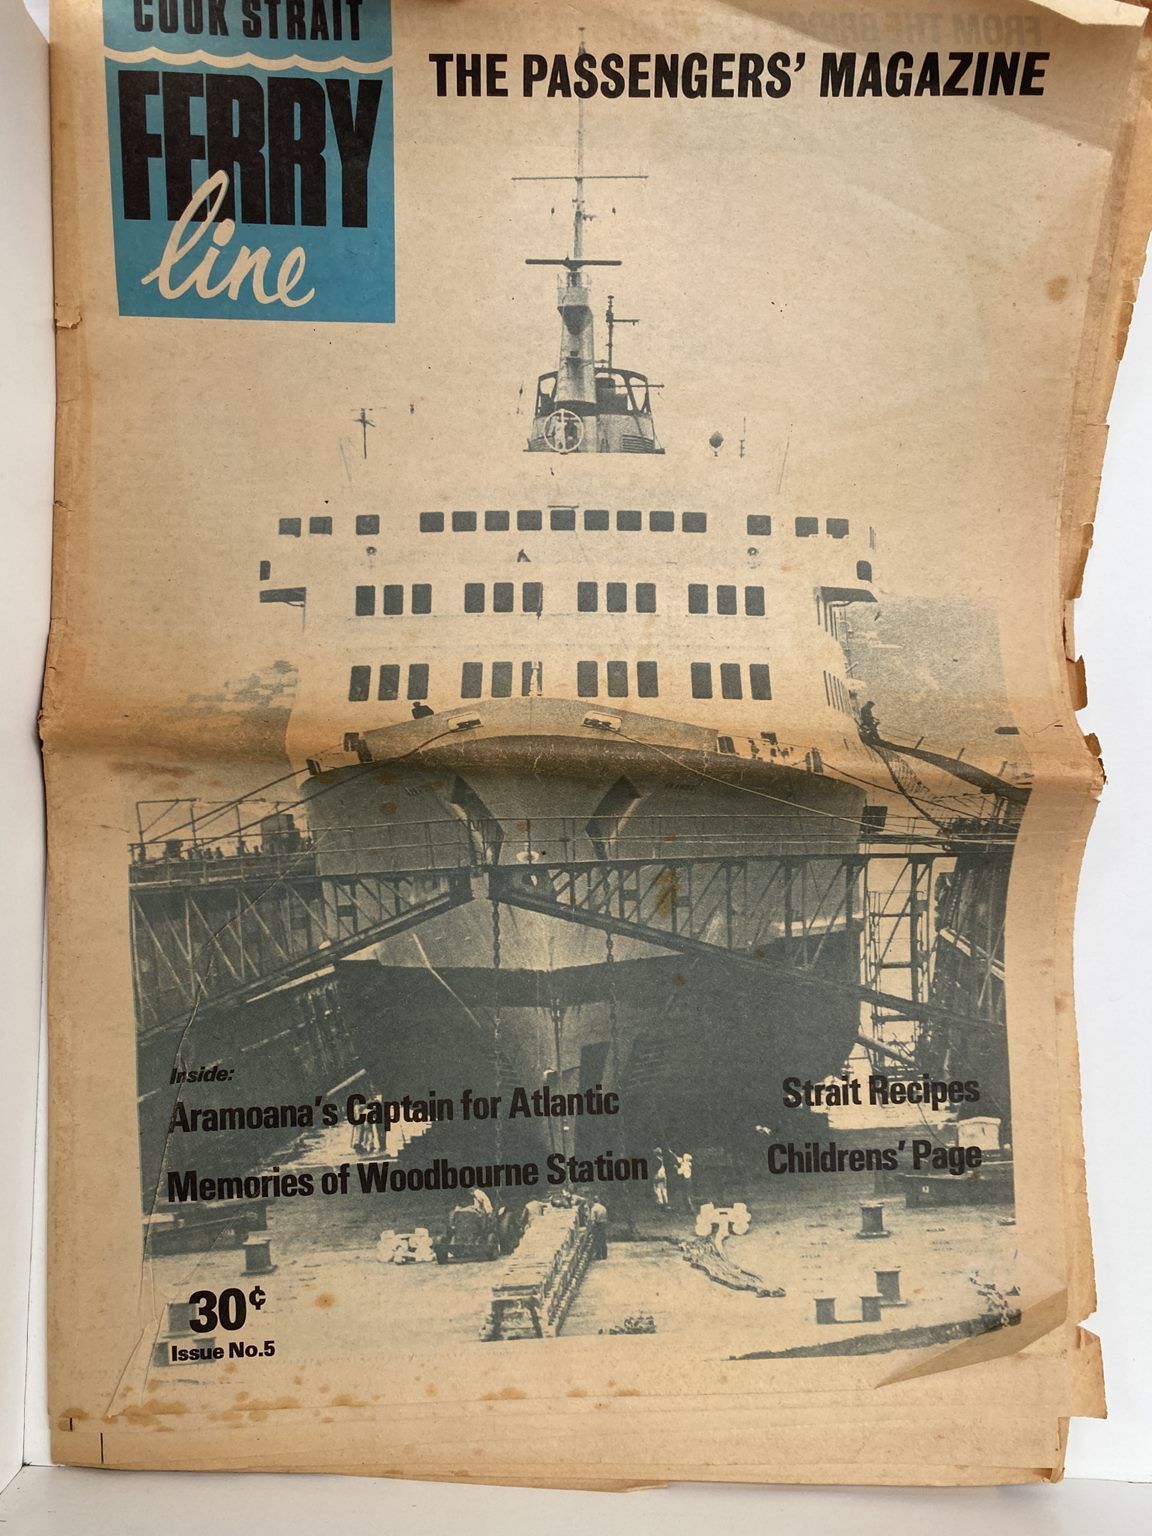 COOK STRAIT
FERRY
line
THE PASSENGERS' MAGAZINE
Inside:
Aramoana's Captain for Atlantic
Memories of Woodbourne Station
Strait Recipes
Childrens' Page
30¢
Issue No.5